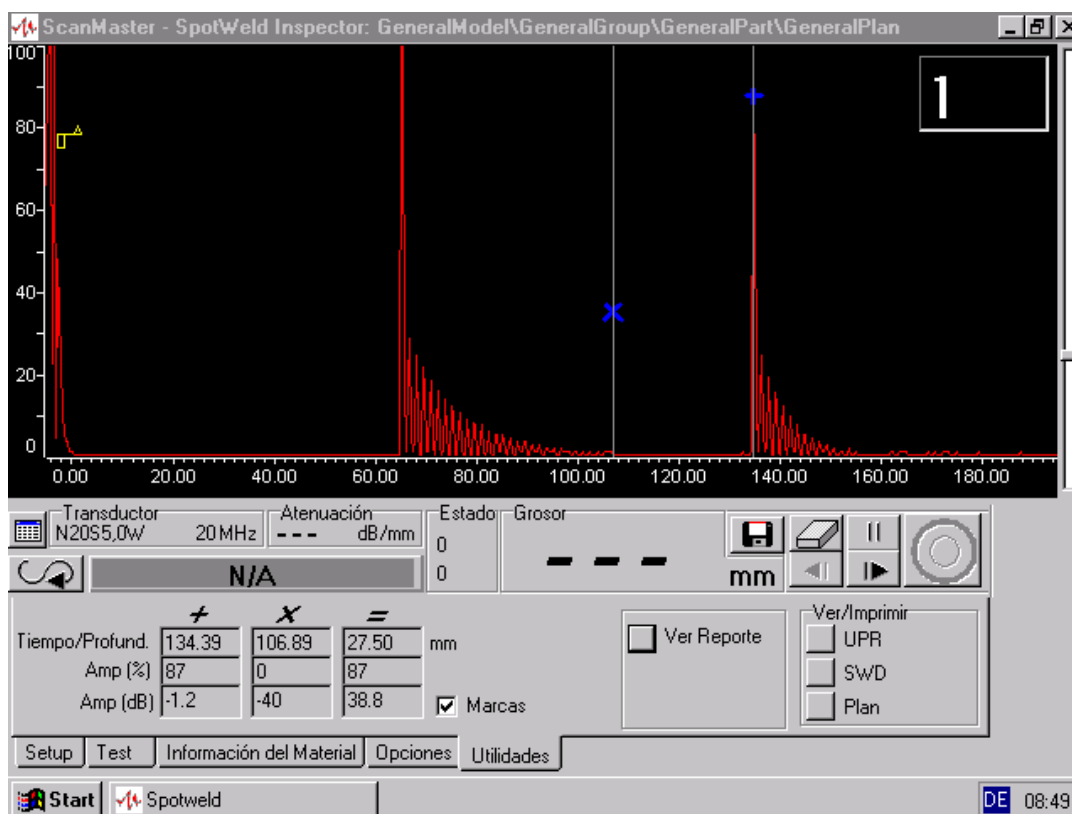 ScanMaster - SpotWeld Inspector: GeneralModel\GeneralGroup\GeneralPart\GeneralPlan
100
80
60
40
20
0
1
0.00 20.00 40.00 60.00 80.00 100.00 120.00 140.00 160.00 180.00
Transductor Atenuación Estado Grosor
N20S5,0W 20 MHz --- dB/mm 0 --- mm
N/A 0
+ X =
Tiempo/Profund. 134.39 106.89 27.50 mm
Amp (%) 87 0 87
Amp (dB) -1.2 -40 38.8 Marcas
Ver Reporte
Ver/Imprimir
UPR
SWD
Plan
Setup Test Información del Material Opciones Utilidades
Start Spotweld DE 08:49